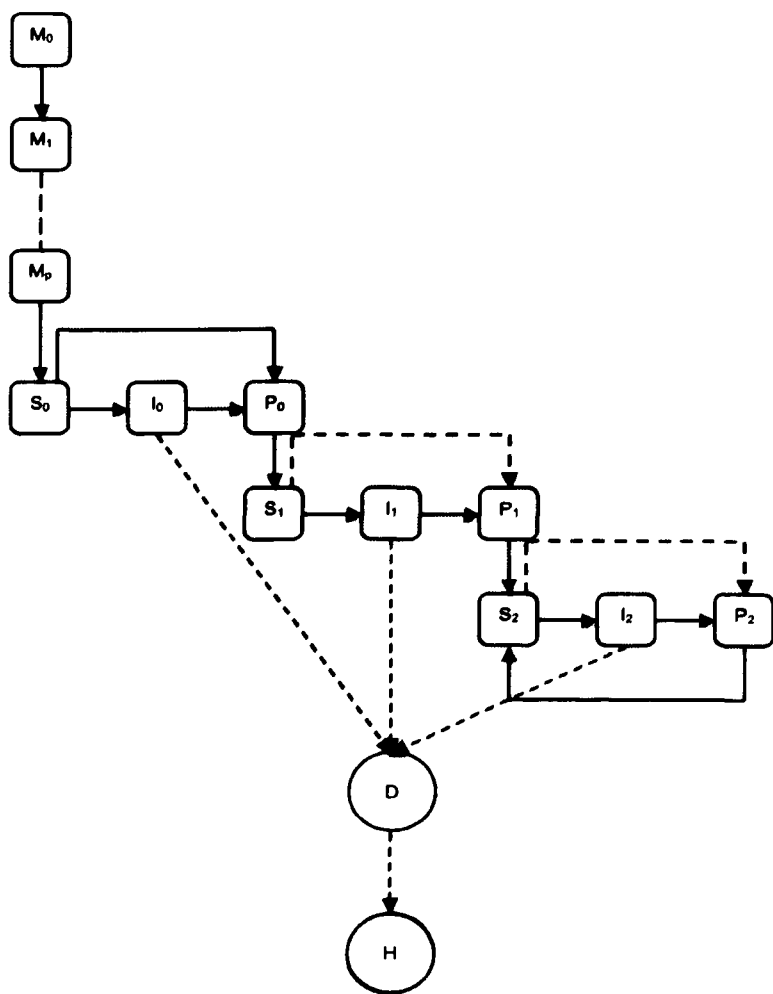 M₀
M₁
Mₚ
S₀ I₀ P₀
S₁ I₁ P₁
S₂ I₂ P₂
D
H